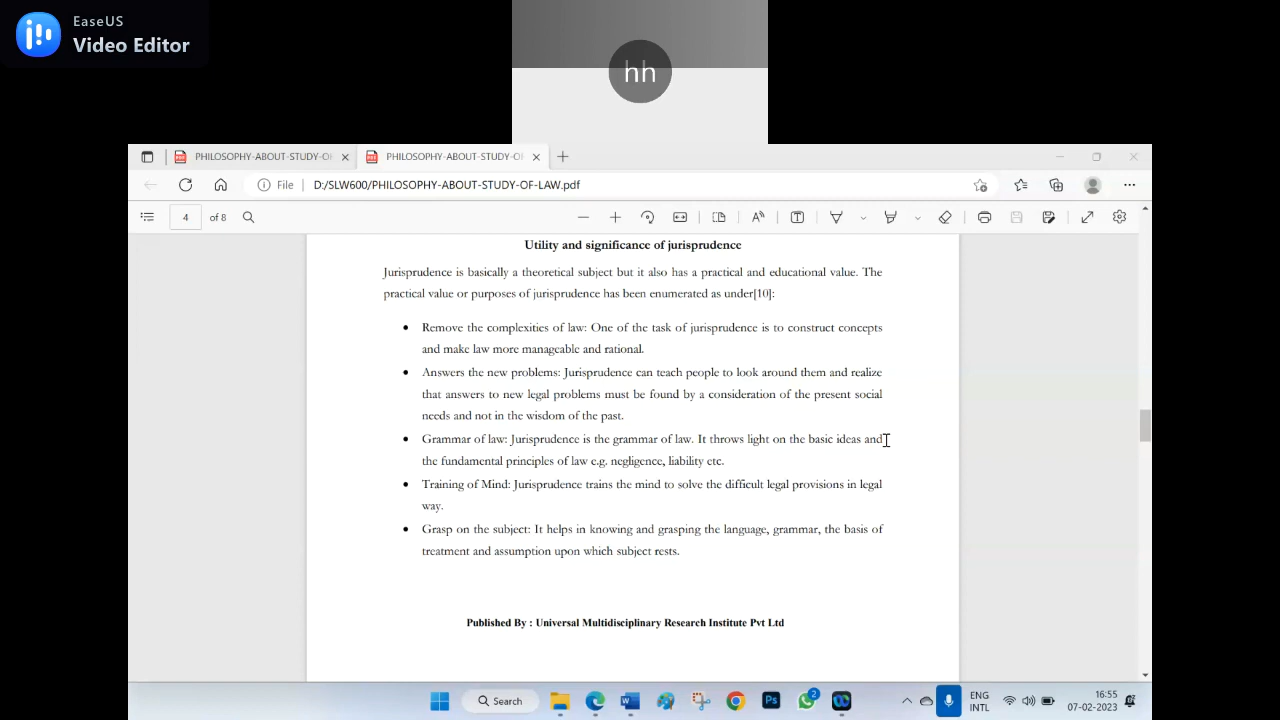 EaseUS
Video Editor
hh
PHILOSOPHY-ABOUT-STUDY-OF
PHILOSOPHY-ABOUT-STUDY-OF
File
D:/SLW600/PHILOSOPHY-ABOUT-STUDY-OF-LAW.pdf
4 of 8
Utility and significance of jurisprudence
Jurisprudence is basically a theoretical subject but it also has a practical and educational value. The
practical value or purposes of jurisprudence has been enumerated as under[10]:
• Remove the complexities of law: One of the task of jurisprudence is to construct concepts
and make law more manageable and rational.
• Answers the new problems: Jurisprudence can teach people to look around them and realize
that answers to new legal problems must be found by a consideration of the present social
needs and not in the wisdom of the past.
• Grammar of law: Jurisprudence is the grammar of law. It throws light on the basic ideas and
the fundamental principles of law e.g. negligence, liability etc.
• Training of Mind: Jurisprudence trains the mind to solve the difficult legal provisions in legal
way.
• Grasp on the subject: It helps in knowing and grasping the language, grammar, the basis of
treatment and assumption upon which subject rests.
Published By : Universal Multidisciplinary Research Institute Pvt Ltd
Search
Ps
2
ENG
INTL
16:55
07-02-2023